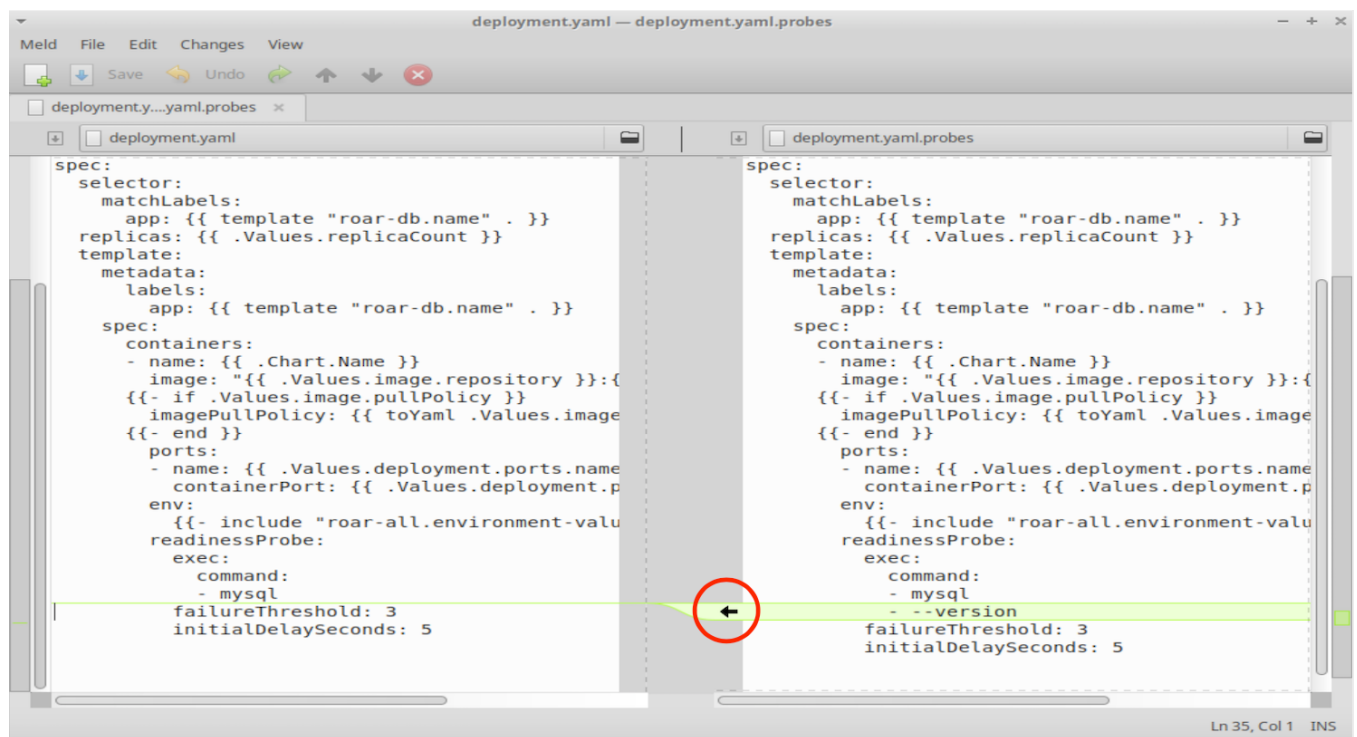 deployment.yaml — deployment.yaml.probes
Meld File Edit Changes View
Save Undo
deployment.y....yaml.probes
deployment.yaml
deployment.yaml.probes
spec:
  selector:
    matchLabels:
      app: {{ template "roar-db.name" . }}
  replicas: {{ .Values.replicaCount }}
  template:
    metadata:
      labels:
        app: {{ template "roar-db.name" . }}
    spec:
      containers:
      - name: {{ .Chart.Name }}
        image: "{{ .Values.image.repository }}:{
      {{- if .Values.image.pullPolicy }}
        imagePullPolicy: {{ toYaml .Values.image
      {{- end }}
        ports:
        - name: {{ .Values.deployment.ports.name
          containerPort: {{ .Values.deployment.p
        env:
          {{- include "roar-all.environment-valu
        readinessProbe:
          exec:
            command:
            - mysql
          failureThreshold: 3
          initialDelaySeconds: 5
spec:
  selector:
    matchLabels:
      app: {{ template "roar-db.name" . }}
  replicas: {{ .Values.replicaCount }}
  template:
    metadata:
      labels:
        app: {{ template "roar-db.name" . }}
    spec:
      containers:
      - name: {{ .Chart.Name }}
        image: "{{ .Values.image.repository }}:{
      {{- if .Values.image.pullPolicy }}
        imagePullPolicy: {{ toYaml .Values.image
      {{- end }}
        ports:
        - name: {{ .Values.deployment.ports.name
          containerPort: {{ .Values.deployment.p
        env:
          {{- include "roar-all.environment-valu
        readinessProbe:
          exec:
            command:
            - mysql
            - --version
          failureThreshold: 3
          initialDelaySeconds: 5
Ln 35, Col 1 INS